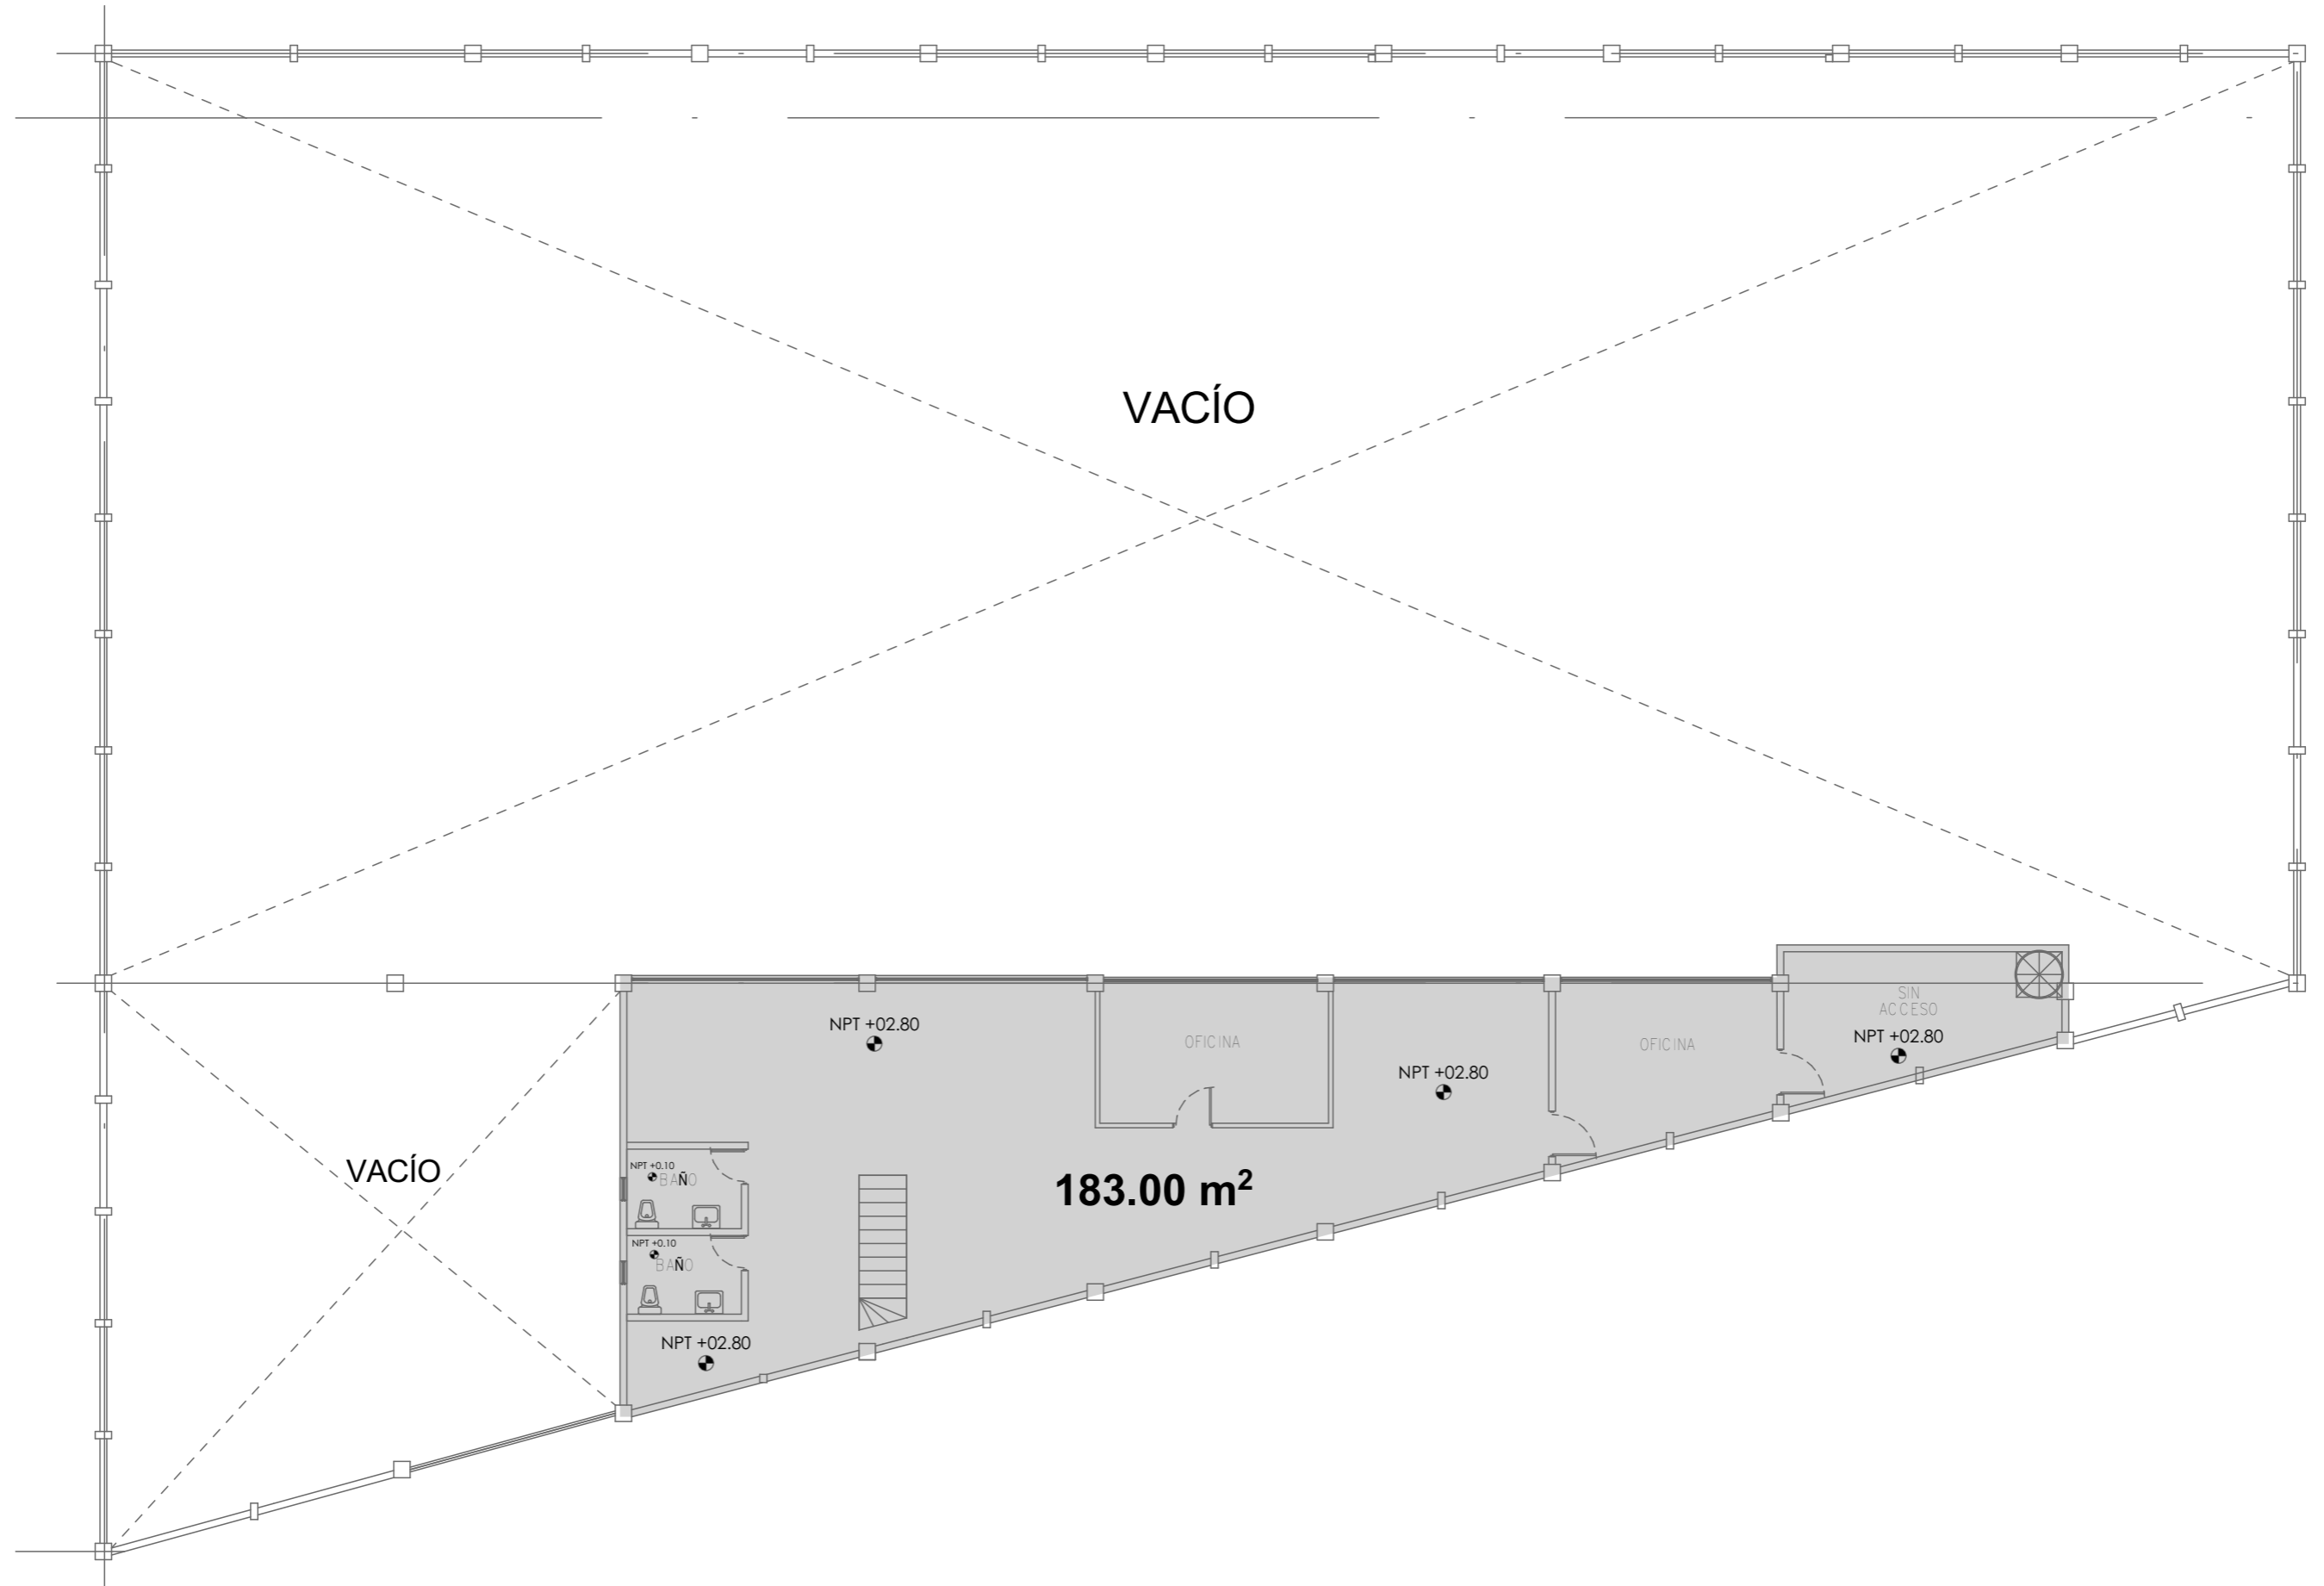 VACÍO
SIN
ACCESO
NPT +02.80
NPT +02.80
OFICINA
OFICINA
NPT +02.80
VACÍO
NPT +0.10
BAÑO
183.00 m²
NPT +0.10
BAÑO
NPT +02.80